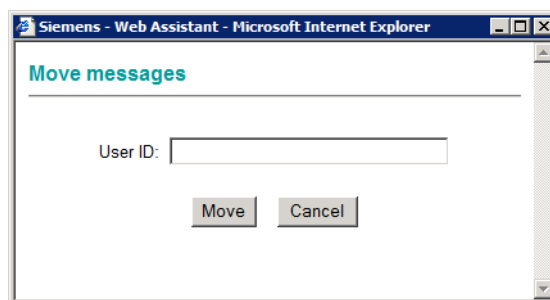 Siemens - Web Assistant - Microsoft Internet Explorer
Move messages
User ID:
Move Cancel